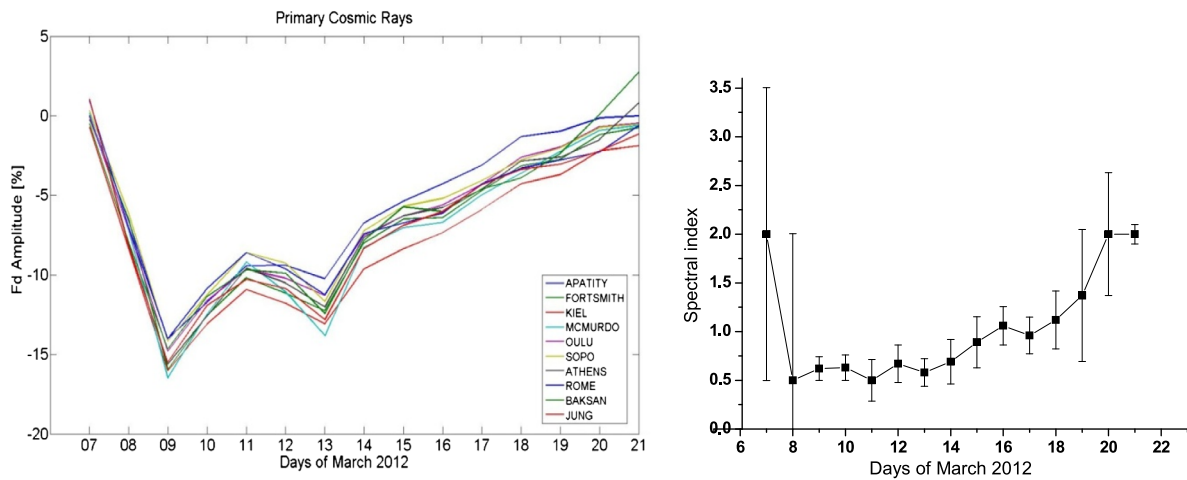 Primary Cosmic Rays
5
0
-5
-10
-15
-20
Fd Amplitude [%]
APATITY
FORTSMITH
KIEL
MCMURDO
OULU
SOPO
ATHENS
ROME
BAKSAN
JUNG
07 08 09 10 11 12 13 14 15 16 17 18 19 20 21
Days of March 2012
3.5
3.0
2.5
2.0
1.5
1.0
0.5
0.0
Spectral index
6 8 10 12 14 16 18 20 22
Days of March 2012